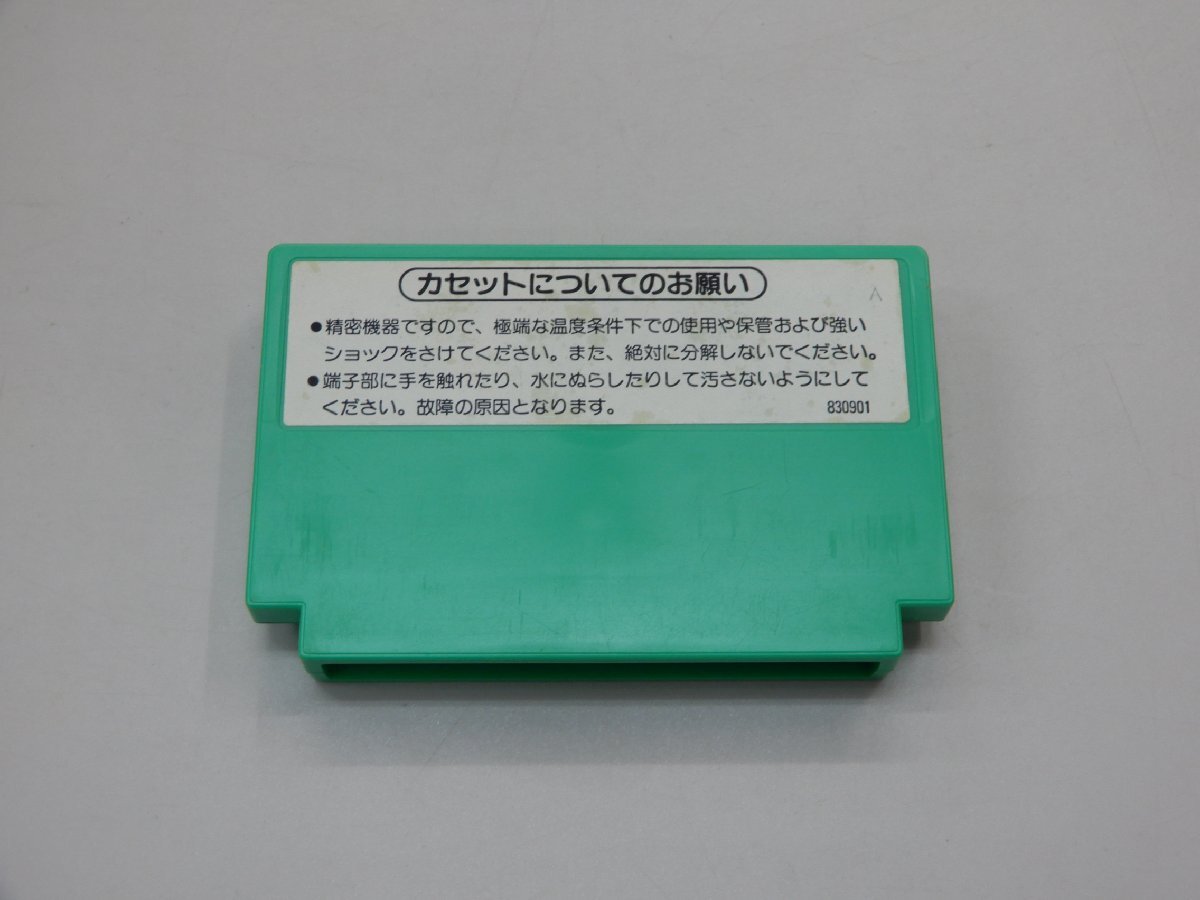 カセットについてのお願い
●精密機器ですので、極端な温度条件下での使用や保管および強い
ショックをさけてください。また、絶対に分解しないでください。
●端子部に手を触れたり、水にぬらしたりして汚さないようにして
ください。故障の原因となります。
830901